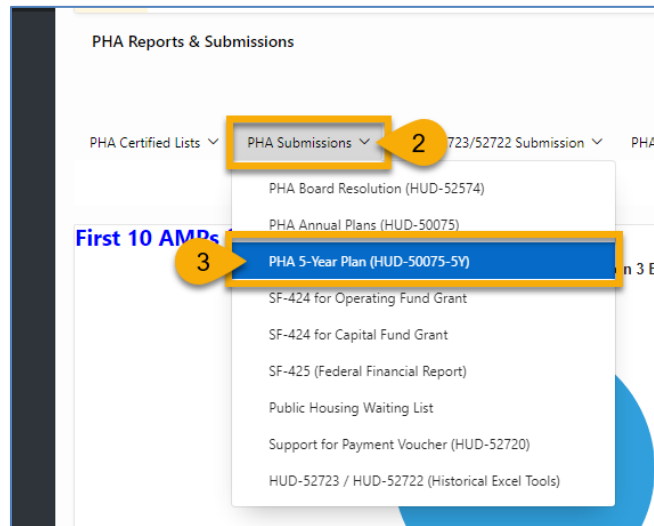 PHA Reports & Submissions
PHA Certified Lists PHA Submissions 2 723/52722 Submission PHA
PHA Board Resolution (HUD-52574)
PHA Annual Plans (HUD-50075)
First 10 AMPs
3 PHA 5-Year Plan (HUD-50075-5Y)
n 3 E
SF-424 for Operating Fund Grant
SF-424 for Capital Fund Grant
SF-425 (Federal Financial Report)
Public Housing Waiting List
Support for Payment Voucher (HUD-52720)
HUD-52723 / HUD-52722 (Historical Excel Tools)